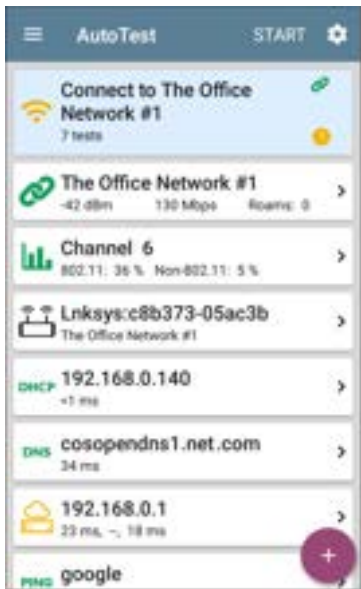 AutoTest START
Connect to The Office
Network #1
7 tests
The Office Network #1
-42 dBm 130 Mbps Roams: 0
Channel 6
802.11: 36 % Non-802.11: 5 %
Lnksys:c8b373-05ac3b
The Office Network #1
DHCP 192.168.0.140
<1 ms
DNS cosopendns1.net.com
34 ms
192.168.0.1
23 ms, --, 18 ms
PING google